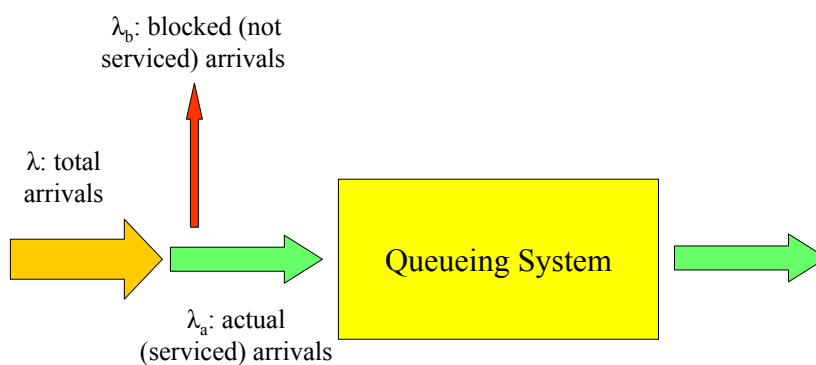 λb: blocked (not
serviced) arrivals
λ: total
arrivals
Queueing System
λa: actual
(serviced) arrivals